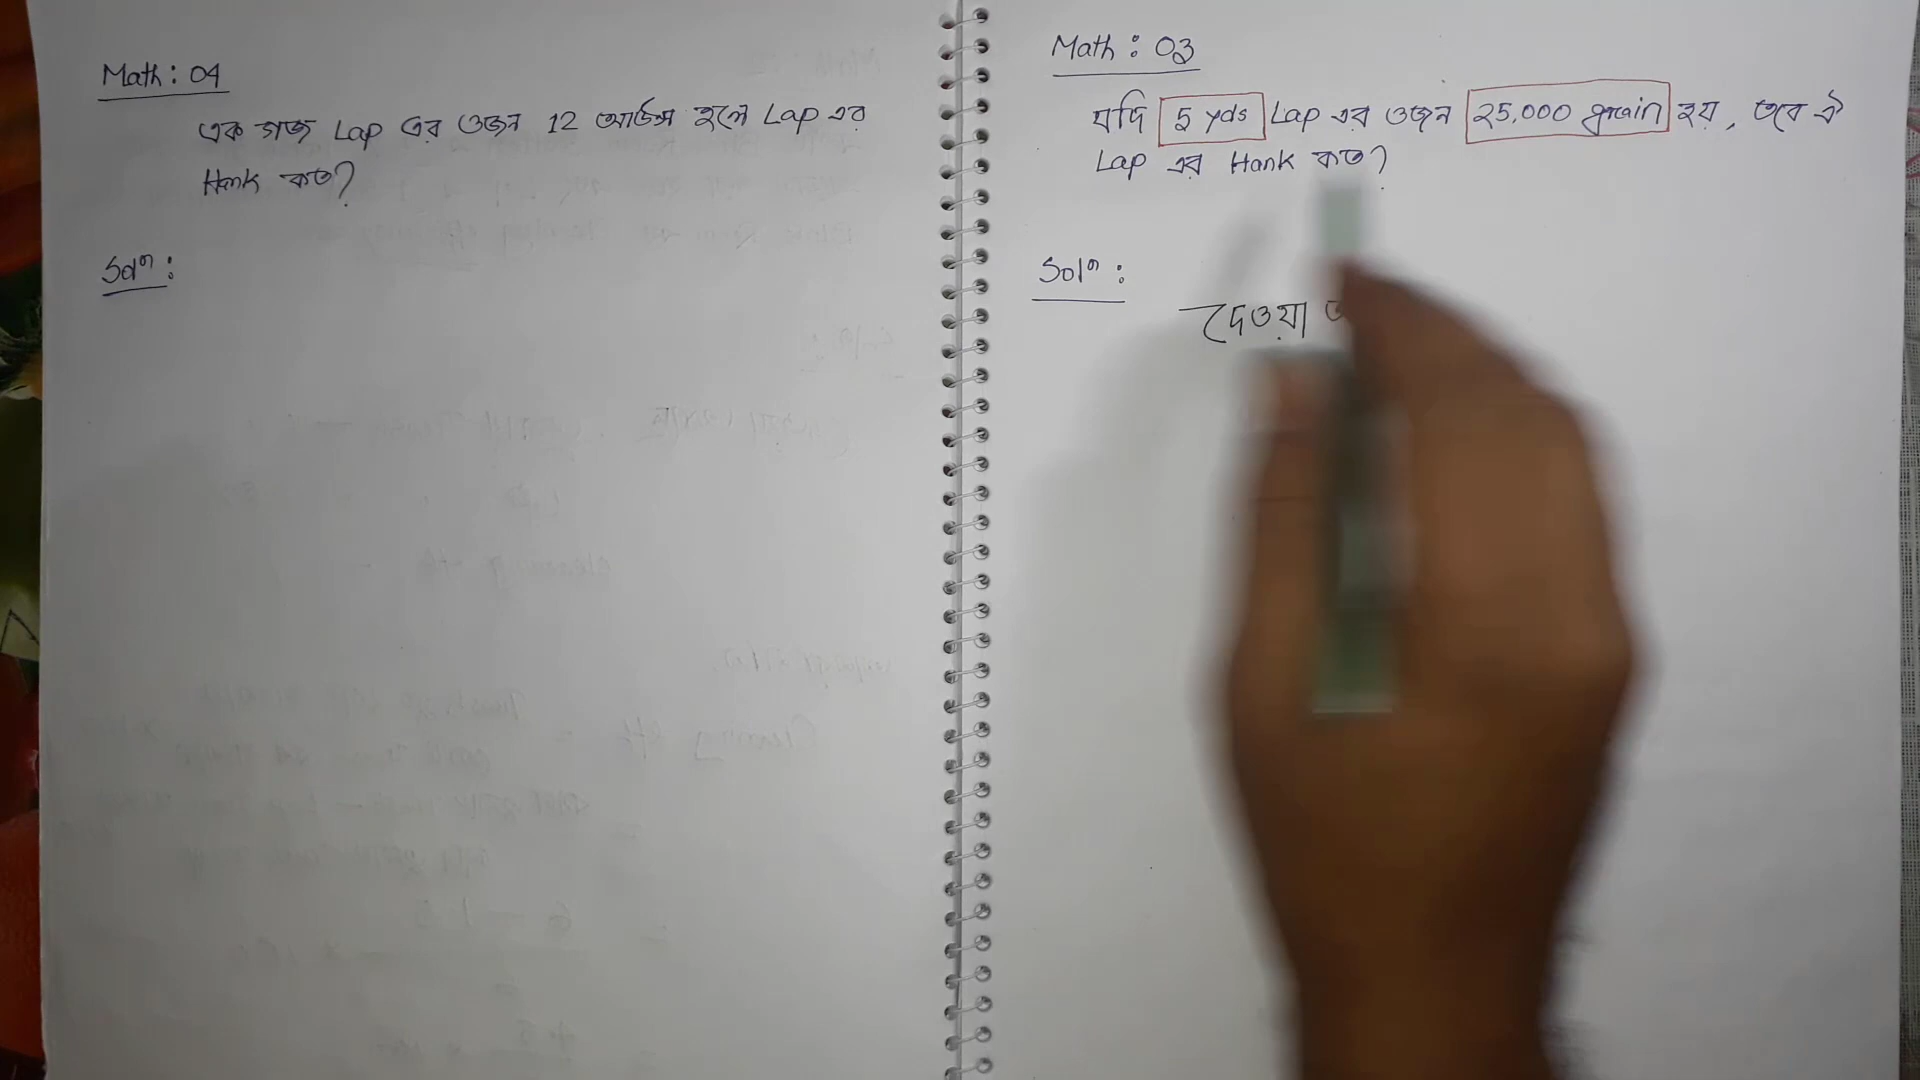 Math : 04
এক গজ Lap এর ওজন 12 আউন্স হলে Lap এর
Hank কত?
Solⁿ :
Math : 03
যদি 5 yds Lap এর ওজন 25,000 grain হয়, তবে ঐ
Lap এর Hank কত?
Solⁿ :
দেওয়া